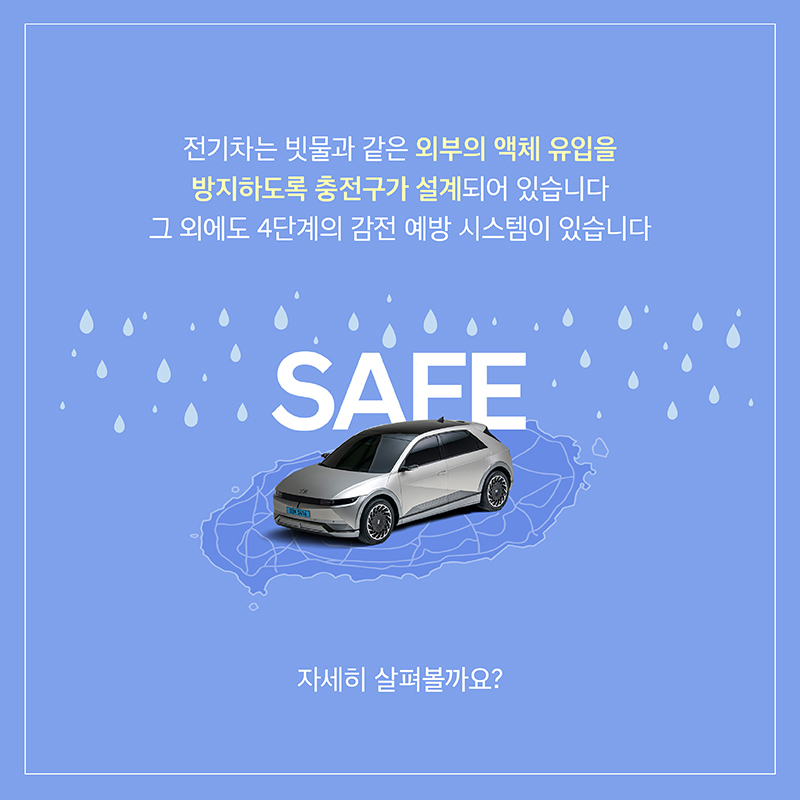 전기차는 빗물과 같은 외부의 액체 유입을
방지하도록 충전구가 설계되어 있습니다
그 외에도 4단계의 감전 예방 시스템이 있습니다
SAFE
자세히 살펴볼까요?